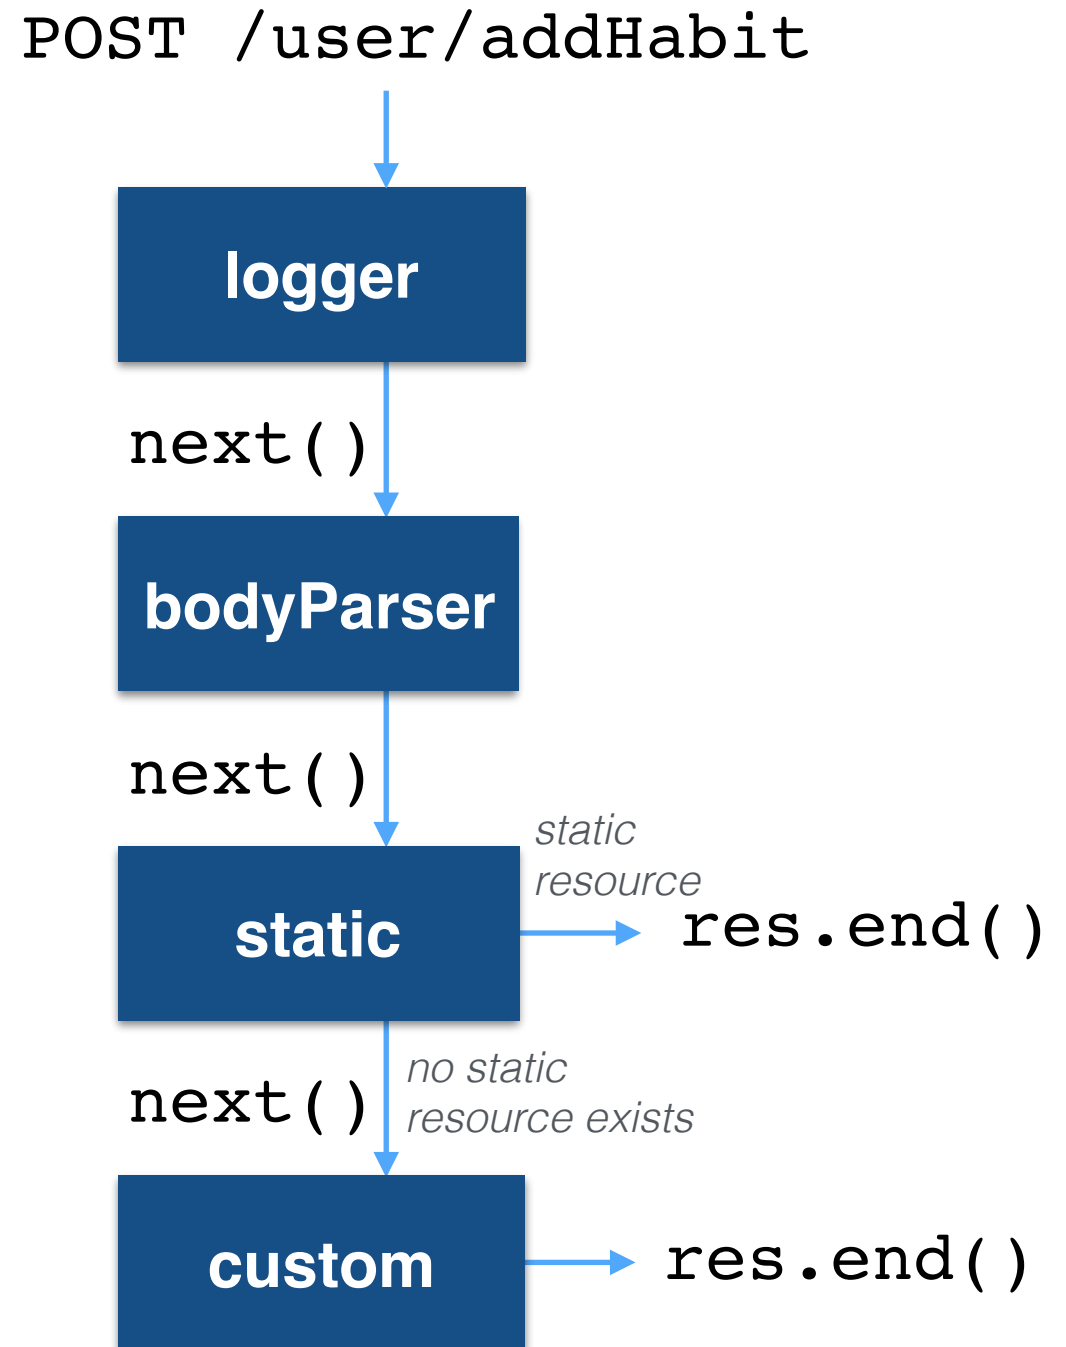 POST /user/addHabit
logger
next()
bodyParser
next()
static
resource
static
res.end()
next()
no static
resource exists
custom
res.end()